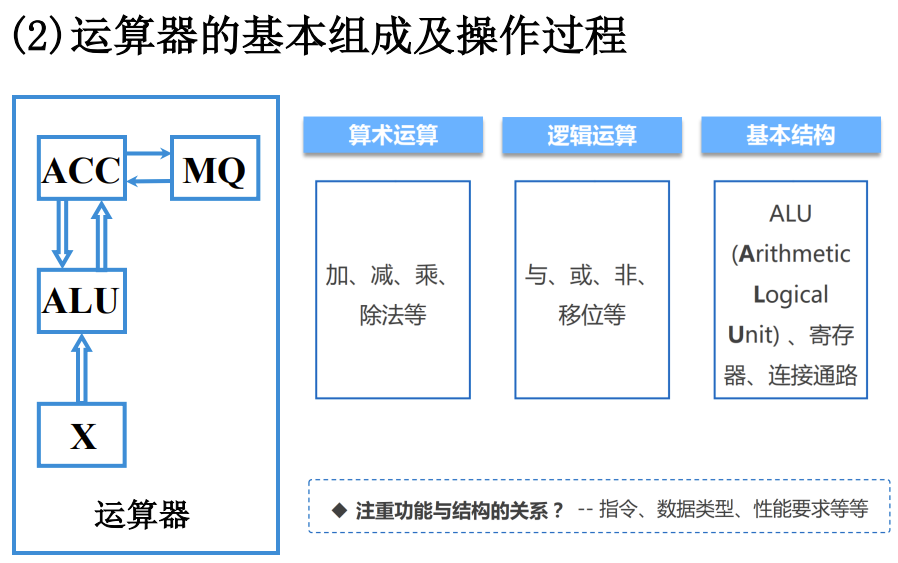 (2)运算器的基本组成及操作过程
ACC
MQ
ALU
X
运算器
算术运算
加、减、乘、
除法等
逻辑运算
与、或、非、
移位等
基本结构
ALU
(Arithmetic
Logical
Unit) 、寄存
器、连接通路
◆ 注重功能与结构的关系？ -- 指令、数据类型、性能要求等等